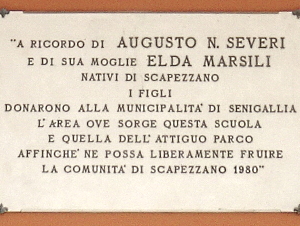 "A RICORDO DI AUGUSTO N. SEVERI
E DI SUA MOGLIE ELDA MARSILI
NATIVI DI SCAPEZZANO
I FIGLI
DONARONO ALLA MUNICIPALITA' DI SENIGALLIA
L'AREA OVE SORGE QUESTA SCUOLA
E QUELLA DELL'ATTIGUO PARCO
AFFINCHE' NE POSSA LIBERAMENTE FRUIRE
LA COMUNITA' DI SCAPEZZANO 1980"